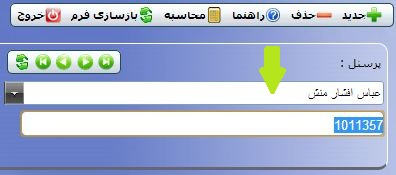 جدید حذف راهنما محاسبه بازسازی فرم خروج
پرسنل :
عباس افشار منش
1011357